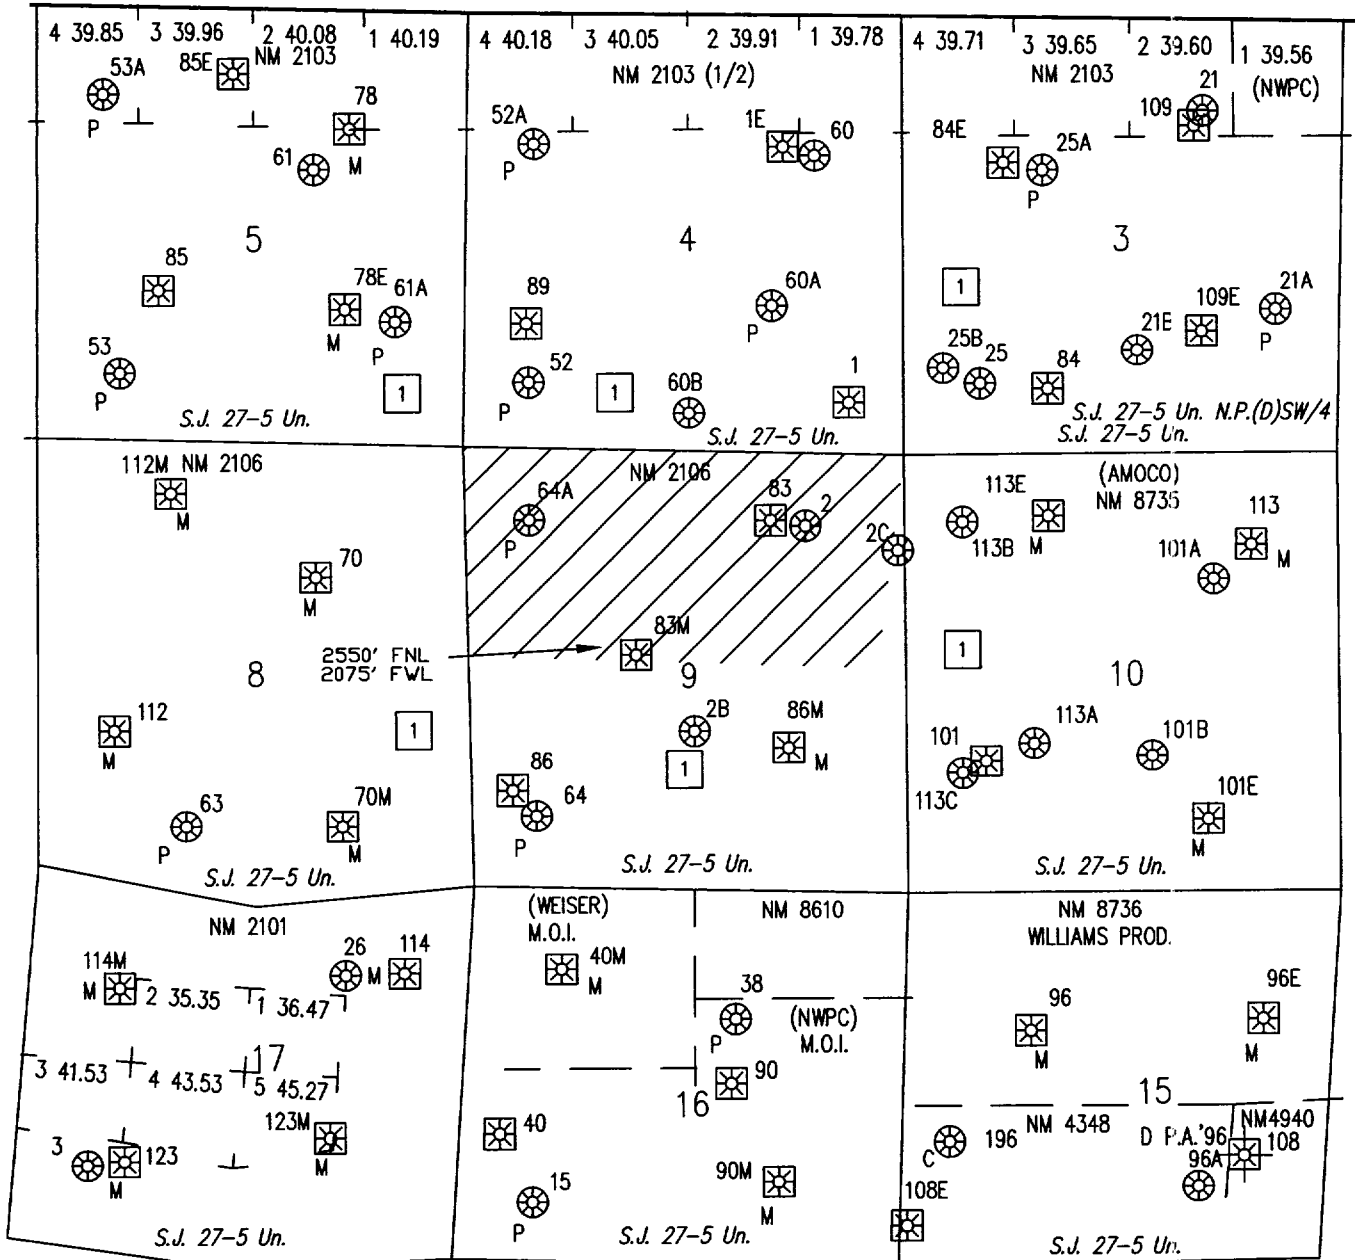 4 39.85 3 39.96 2 40.08 1 40.19 4 40.18 3 40.05 2 39.91 1 39.78 4 39.71 3 39.65 2 39.60 1 39.56
53A 85E NM 2103 NM 2103 (1/2) NM 2103 21 (NWPC)
P 78 52A 1E 60 84E 25A 109
61 M P P
5 4 3
85 78E 61A 89 60A 1 109E 21A
M P P 21E P
53 52 1 60B 1 25B 25 84
P 1 P
S.J. 27-5 Un. S.J. 27-5 Un. S.J. 27-5 Un. N.P.(D)SW/4
S.J. 27-5 Un.
112M NM 2106 NM 2106 (AMOCO)
NM 8735
M 64A 83 2 113E 113
P 2C 113B M 101A M
70
M
83M
2550' FNL
2075' FWL
1
8 9 10
112 1 2B 86M 101 113A 101B
M 1 M
86 64 113C 101E
63 70M P M
P M
S.J. 27-5 Un. S.J. 27-5 Un. S.J. 27-5 Un.
NM 2101 (WEISER) NM 8610 NM 8736
M.O.I. WILLIAMS PROD.
114M 26 M 114 40M 96 96E
M M M M
2 35.35 1 36.47 38 (NWPC)
P M.O.I.
17 90 15
3 41.53 4 43.53 5 45.27 16
123M 40 NM 4348 D P.A.'96 NM4940
3 123 196 96A 108
M M C
15 90M 108E
P M
S.J. 27-5 Un. S.J. 27-5 Un. S.J. 27-5 Un.